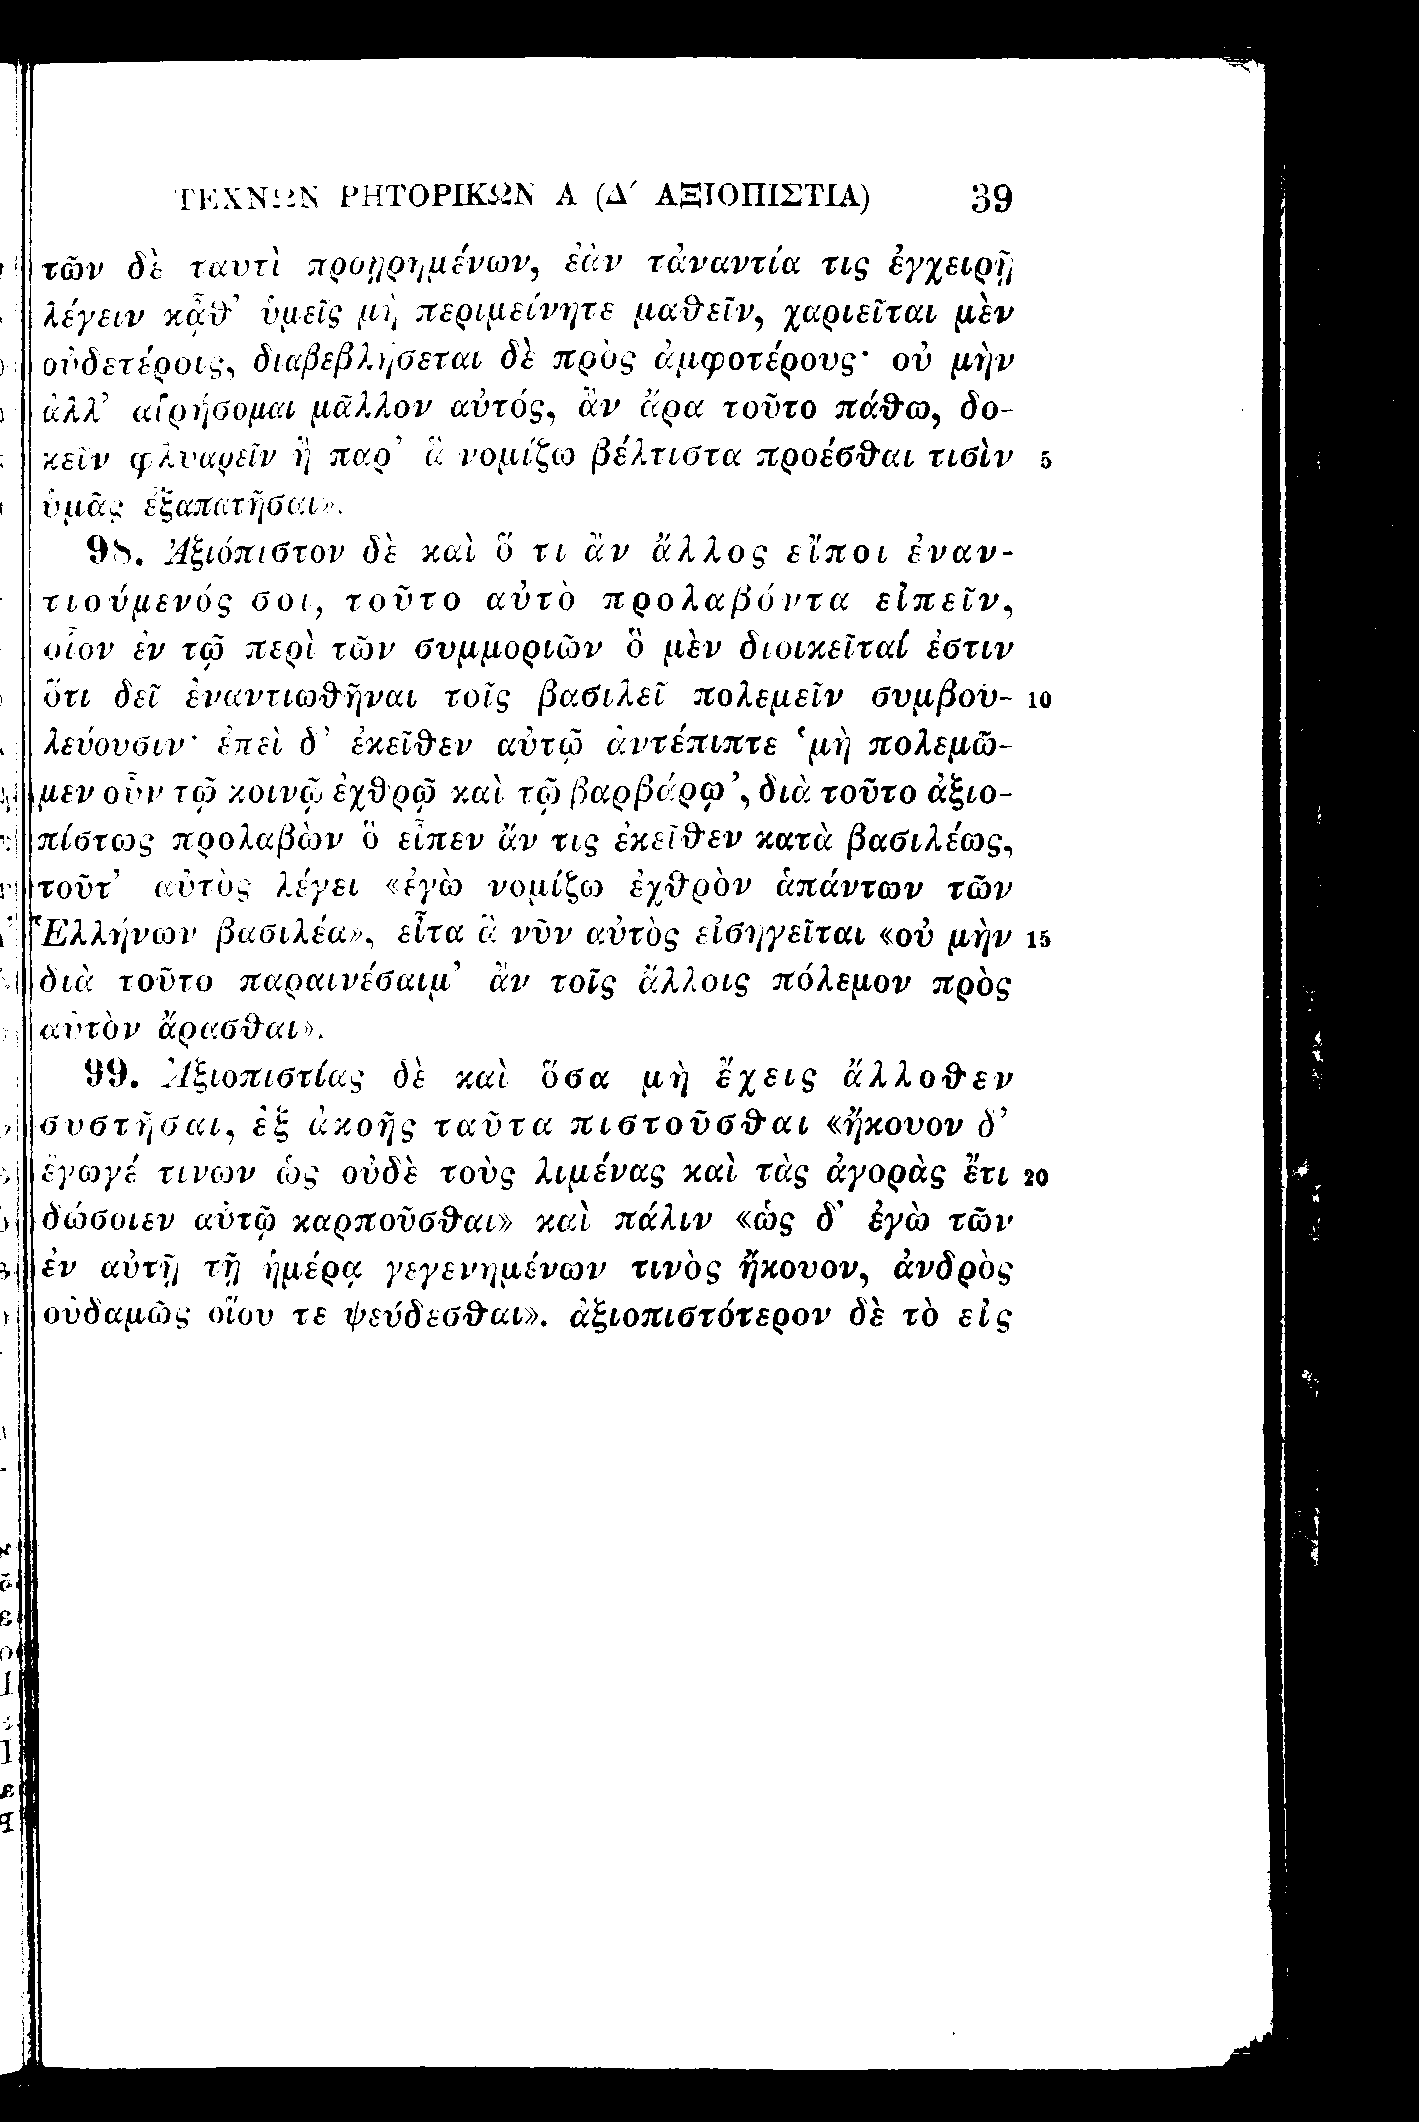 ΤΕΧΝΩΝ ΡΗΤΟΡΙΚΩΝ Α (Δ΄ ΑΞΙΟΠΙΣΤΙΑ) 39
τῶν δὲ ταυτὶ προῃρημένων, ἐὰν τἀναντία τις ἐγχειρῇ
λέγειν κᾆθ’ ὑμεῖς μὴ περιμείνητε μαθεῖν, χαριεῖται μὲν
οὐδετέροις, διαβεβλήσεται δὲ πρὸς ἀμφοτέρους· οὐ μὴν
ἀλλ’ αἱρήσομαι μᾶλλον αὐτός, ἂν ἄρα τοῦτο πάθω, δο-
κεῖν φλυαρεῖν ἢ παρ’ ἃ νομίζω βέλτιστα προέσθαι τισὶν 5
ὑμᾶς ἐξαπατῆσαι».
98. Ἀξιόπιστον δὲ καὶ ὅ τι ἂν ἄλλος εἴποι ἐναν-
τιούμενός σοι, τοῦτο αὐτὸ προλαβόντα εἰπεῖν,
οἷον ἐν τῷ περὶ τῶν συμμοριῶν ὃ μὲν διοικεῖταί ἐστιν
ὅτι δεῖ ἐναντιωθῆναι τοῖς βασιλεῖ πολεμεῖν συμβου- 10
λεύουσιν· ἐπεὶ δ’ ἐκεῖθεν αὐτῷ ἀντέπιπτε ‘μὴ πολεμῶ-
μεν οὖν τῷ κοινῷ ἐχθρῷ καὶ τῷ βαρβάρῳ’, διὰ τοῦτο ἀξιο-
πίστως προλαβὼν ὃ εἶπεν ἄν τις ἐκεῖθεν κατὰ βασιλέως,
τοῦτ’ αὐτὸς λέγει «ἐγὼ νομίζω ἐχθρὸν ἁπάντων τῶν
Ἑλλήνων βασιλέα», εἶτα ἃ νῦν αὐτὸς εἰσηγεῖται «οὐ μὴν 15
διὰ τοῦτο παραινέσαιμ’ ἂν τοῖς ἄλλοις πόλεμον πρὸς
αὐτὸν ἄρασθαι».
99. Ἀξιοπιστίας δὲ καὶ ὅσα μὴ ἔχεις ἄλλοθεν
συστῆσαι, ἐξ ἀκοῆς ταῦτα πιστοῦσθαι «ἤκουον δ’
ἔγωγέ τινων ὡς οὐδὲ τοὺς λιμένας καὶ τὰς ἀγορὰς ἔτι 20
δώσοιεν αὐτῷ καρποῦσθαι» καὶ πάλιν «ὡς δ’ ἐγὼ τῶν
ἐν αὐτῇ τῇ ἡμέρᾳ γεγενημένων τινὸς ἤκουον, ἀνδρὸς
οὐδαμῶς οἵου τε ψεύδεσθαι». ἀξιοπιστότερον δὲ τὸ εἰς